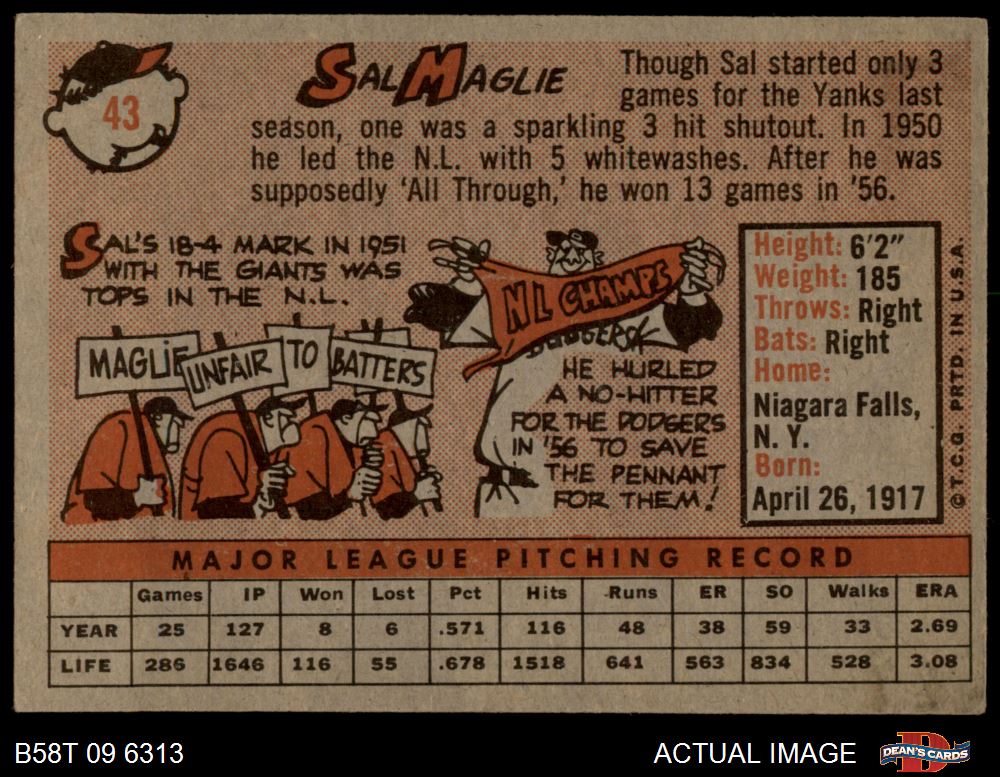 43
SAL MAGLIE
Though Sal started only 3
games for the Yanks last
season, one was a sparkling 3 hit shutout. In 1950
he led the N.L. with 5 whitewashes. After he was
supposedly 'All Through,' he won 13 games in '56.
SAL'S 18-4 MARK IN 1951
WITH THE GIANTS WAS
TOPS IN THE N.L.
MAGLIE UNFAIR TO BATTERS
NL CHAMPS
DODGERS
HE HURLED
A NO-HITTER
FOR THE DODGERS
IN '56 TO SAVE
THE PENNANT
FOR THEM!
Height: 6'2"
Weight: 185
Throws: Right
Bats: Right
Home:
Niagara Falls,
N. Y.
Born:
April 26, 1917
© T.C.G. PRTD. IN U.S.A.
MAJOR LEAGUE PITCHING RECORD
Games IP Won Lost Pct Hits Runs ER SO Walks ERA
YEAR 25 127 8 6 .571 116 48 38 59 33 2.69
LIFE 286 1646 116 55 .678 1518 641 563 834 528 3.08
B58T 09 6313 ACTUAL IMAGE DEAN'S CARDS